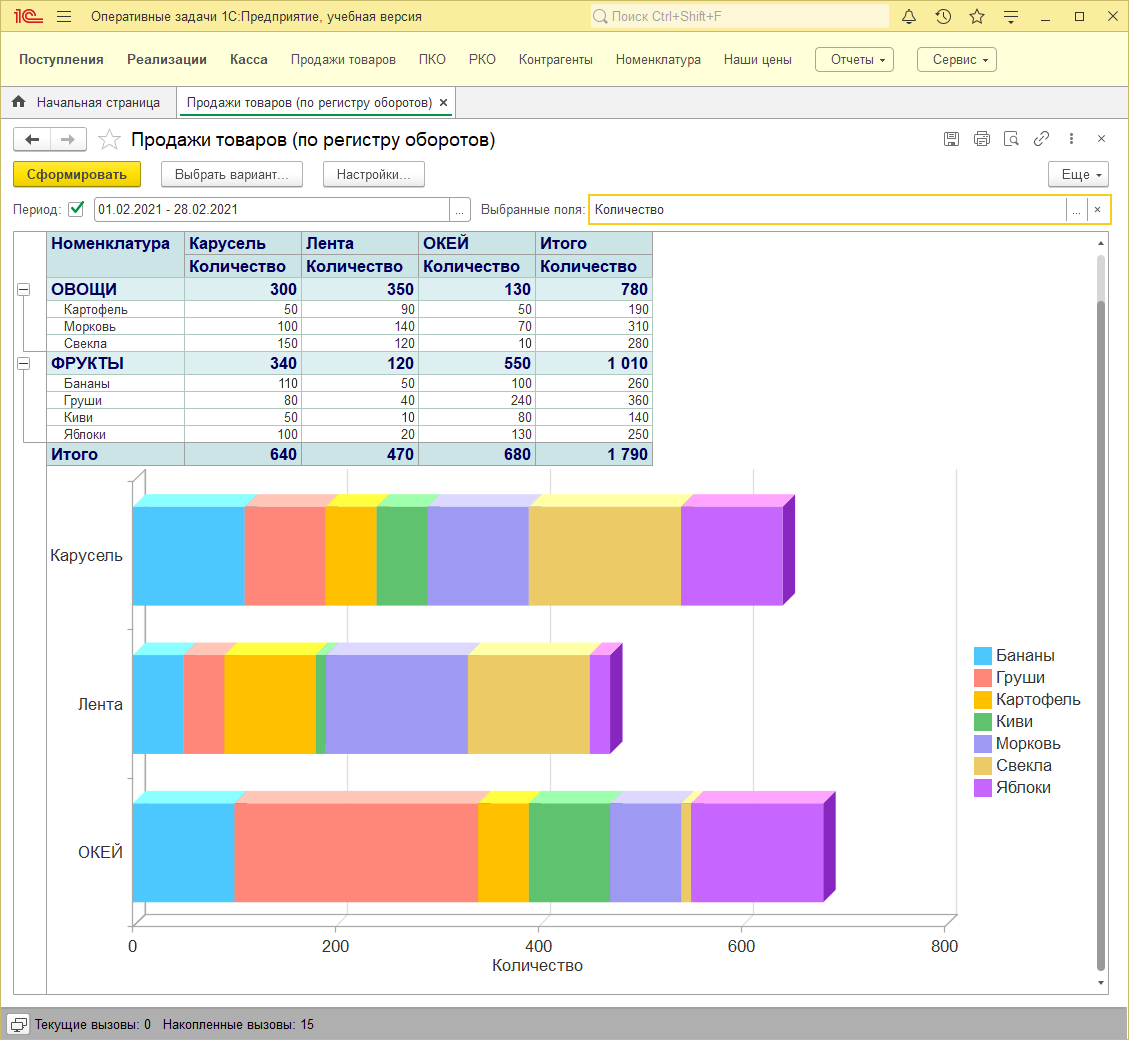 1С Оперативные задачи 1С:Предприятие, учебная версия Поиск Ctrl+Shift+F
Поступления Реализации Касса Продажи товаров ПКО РКО Контрагенты Номенклатура Наши цены Отчеты Сервис
Начальная страница Продажи товаров (по регистру оборотов)
Продажи товаров (по регистру оборотов)
Сформировать Выбрать вариант... Настройки... Еще
Период: 01.02.2021 - 28.02.2021 ... Выбранные поля: Количество ...
Номенклатура Карусель Лента ОКЕЙ Итого
Количество Количество Количество Количество
ОВОЩИ 300 350 130 780
Картофель 50 90 50 190
Морковь 100 140 70 310
Свекла 150 120 10 280
ФРУКТЫ 340 120 550 1 010
Бананы 110 50 100 260
Груши 80 40 240 360
Киви 50 10 80 140
Яблоки 100 20 130 250
Итого 640 470 680 1 790
Карусель
Лента
ОКЕЙ
0 200 400 600 800
Количество
Бананы
Груши
Картофель
Киви
Морковь
Свекла
Яблоки
Текущие вызовы: 0 Накопленные вызовы: 15